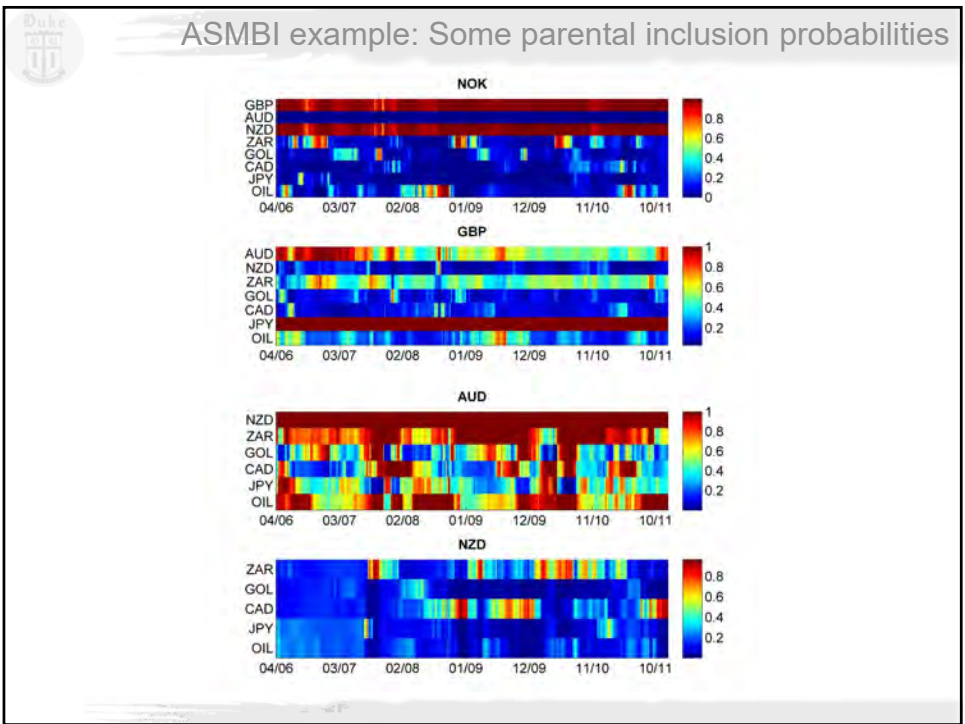 Duke
ASMBI example: Some parental inclusion probabilities
NOK
GBP
AUD
NZD
ZAR
GOL
CAD
JPY
OIL
0.8
0.6
0.4
0.2
0
04/06 03/07 02/08 01/09 12/09 11/10 10/11
GBP
AUD
NZD
ZAR
GOL
CAD
JPY
OIL
1
0.8
0.6
0.4
0.2
04/06 03/07 02/08 01/09 12/09 11/10 10/11
AUD
NZD
ZAR
GOL
CAD
JPY
OIL
1
0.8
0.6
0.4
0.2
04/06 03/07 02/08 01/09 12/09 11/10 10/11
NZD
ZAR
GOL
CAD
JPY
OIL
0.8
0.6
0.4
0.2
04/06 03/07 02/08 01/09 12/09 11/10 10/11